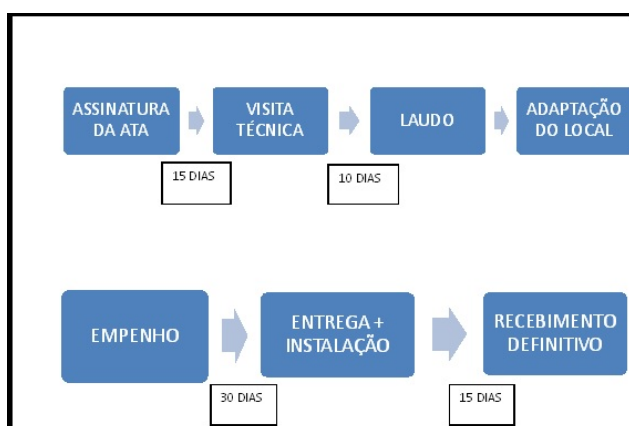 ASSINATURA
DA ATA
VISITA
TÉCNICA
LAUDO
ADAPTAÇÃO
DO LOCAL
15 DIAS
10 DIAS
EMPENHO
ENTREGA +
INSTALAÇÃO
RECEBIMENTO
DEFINITIVO
30 DIAS
15 DIAS